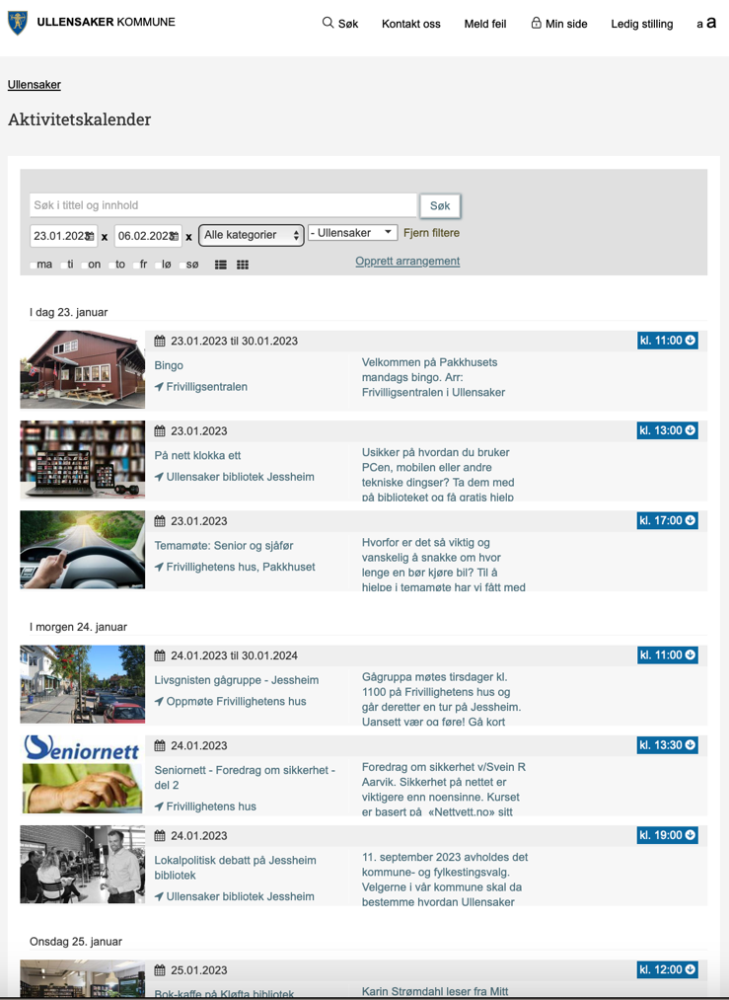 ULLENSAKER KOMMUNE
Søk
Kontakt oss
Meld feil
Min side
Ledig stilling
a a
Ullensaker
Aktivitetskalender
Søk i tittel og innhold
Søk
23.01.2023 x 06.02.2023 x Alle kategorier - Ullensaker Fjern filtere
ma ti on to fr lø sø
Opprett arrangement
I dag 23. januar
23.01.2023 til 30.01.2023
kl. 11:00
Bingo
Frivilligsentralen
Velkommen på Pakkhusets
mandags bingo. Arr:
Frivilligsentralen i Ullensaker
23.01.2023
kl. 13:00
På nett klokka ett
Ullensaker bibliotek Jessheim
Usikker på hvordan du bruker
PCen, mobilen eller andre
tekniske dingser? Ta dem med
på biblioteket og få gratis hjelp
23.01.2023
kl. 17:00
Temamøte: Senior og sjåfør
Frivillighetens hus, Pakkhuset
Hvorfor er det så viktig og
vanskelig å snakke om hvor
lenge en bør kjøre bil? Til å
hjelpe i temamøte har vi fått med
I morgen 24. januar
24.01.2023 til 30.01.2024
kl. 11:00
Livsgnisten gågruppe - Jessheim
Oppmøte Frivillighetens hus
Gågruppa møtes tirsdager kl.
1100 på Frivillighetens hus og
går deretter en tur på Jessheim.
Uansett vær og føre! Gå kort
Seniornett
24.01.2023
kl. 13:30
Seniornett - Foredrag om sikkerhet -
del 2
Frivillighetens hus
Foredrag om sikkerhet v/Svein R
Aarvik. Sikkerhet på nettet er
viktigere enn noensinne. Kurset
er basert på «Nettvett.no» sitt
24.01.2023
kl. 19:00
Lokalpolitisk debatt på Jessheim
bibliotek
Ullensaker bibliotek Jessheim
11. september 2023 avholdes det
kommune- og fylkestingsvalg.
Velgerne i vår kommune skal da
bestemme hvordan Ullensaker
Onsdag 25. januar
25.01.2023
kl. 12:00
Bok-kaffe på Kløfta bibliotek
Karin Strømdahl leser fra Mitt